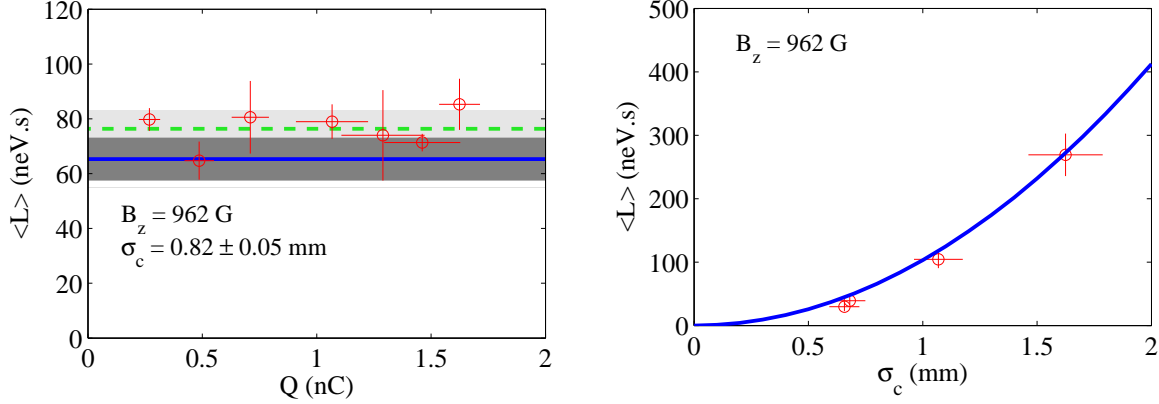 120
100
80
60
40
20
0
<L> (neV.s)
B_z = 962 G
σ_c = 0.82 ± 0.05 mm
0 0.5 1 1.5 2
Q (nC)
500
400
300
200
100
0
<L> (neV.s)
B_z = 962 G
0 0.5 1 1.5 2
σ_c (mm)